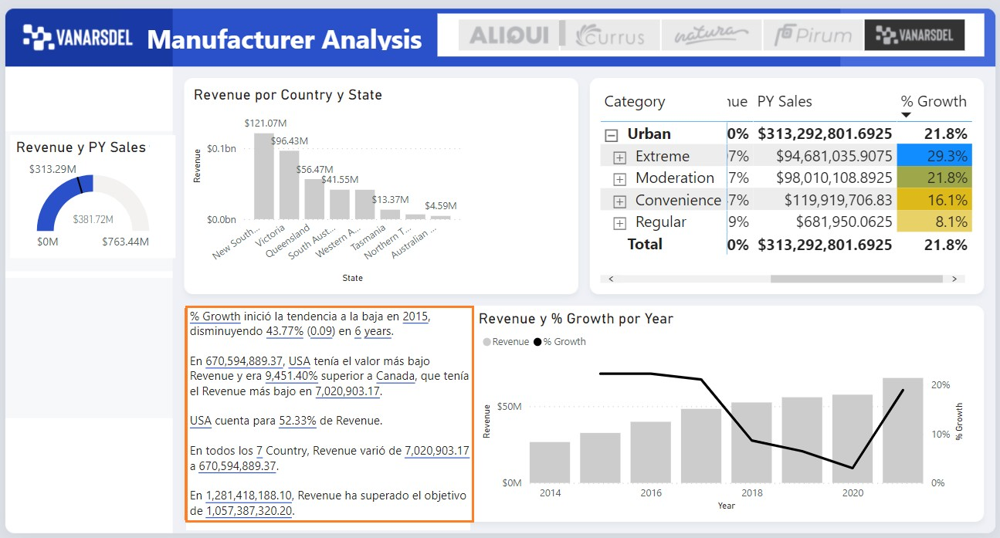 VANARSDEL Manufacturer Analysis
ALIQUI Currus natura Pirum VANARSDEL
Revenue y PY Sales
$313.29M
$381.72M
$0M $763.44M
Revenue por Country y State
$121.07M
$96.43M
$56.47M
$41.55M
$13.37M
$4.59M
$0.1bn
$0.0bn
Revenue
New South...
Victoria
Queensland
South Aust...
Western A...
Tasmania
Northern T...
Australian ...
State
Category nue PY Sales % Growth
Urban 0% $313,292,801.6925 21.8%
Extreme 7% $94,681,035.9075 29.3%
Moderation 7% $98,010,108.8925 21.8%
Convenience 7% $119,919,706.83 16.1%
Regular 9% $681,950.0625 8.1%
Total 0% $313,292,801.6925 21.8%
% Growth inició la tendencia a la baja en 2015,
disminuyendo 43.77% (0.09) en 6 years.
En 670,594,889.37, USA tenía el valor más bajo
Revenue y era 9,451.40% superior a Canada, que tenía
el Revenue más bajo en 7,020,903.17.
USA cuenta para 52.33% de Revenue.
En todos los 7 Country, Revenue varió de 7,020,903.17
a 670,594,889.37.
En 1,281,418,188.10, Revenue ha superado el objetivo
de 1,057,387,320.20.
Revenue y % Growth por Year
Revenue % Growth
$50M
$0M
Revenue
20%
10%
0%
% Growth
2014 2016 2018 2020
Year